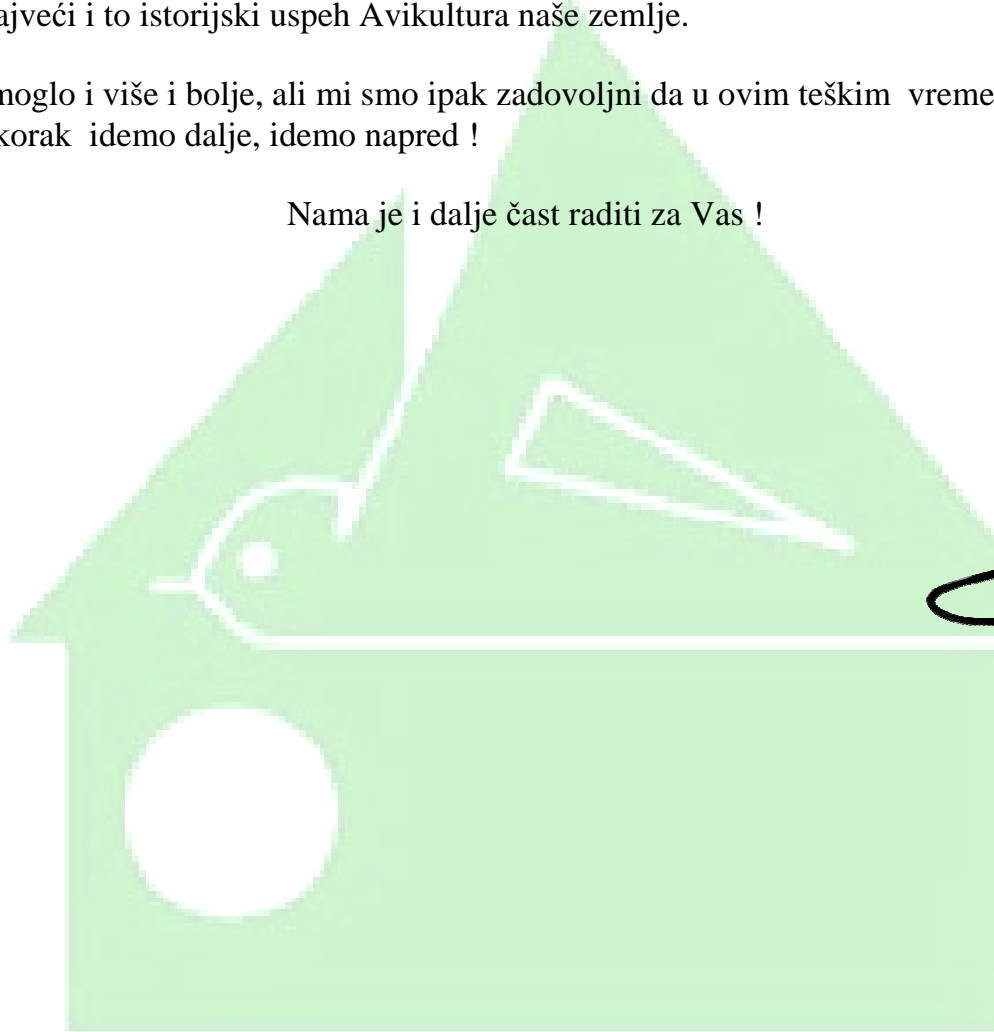 ajveći i to istorijski uspeh Avikultura naše zemlje.
moglo i više i bolje, ali mi smo ipak zadovoljni da u ovim teškim vreme
korak idemo dalje, idemo napred !
Nama je i dalje čast raditi za Vas !